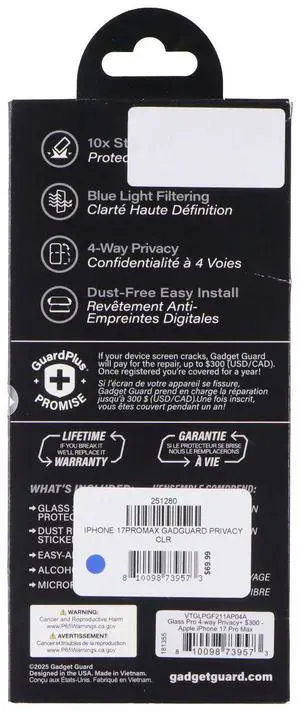 10x
Protec
Blue Light Filtering
Clarté Haute Définition
4-Way Privacy
Confidentialité à 4 Voies
Dust-Free Easy Install
Revêtement Anti-
Empreintes Digitales
GuardPlus
PROMISE
If your device screen cracks, Gadget Guard
will pay for the repair, up to $300 (USD/CAD).
Once registered you're covered for a year!
Si l'écran de votre appareil se fissure,
Gadget Guard prend en charge la réparation
jusqu'à 300 $ (USD/CAD). Une fois inscrit,
vous êtes couvert pendant un an!
LIFETIME
IF YOU BREAK IT
WE'LL REPLACE IT
WARRANTY
GARANTIE
SI LE PROTECTEUR SE BRISE
NOUS LE REMPLACERONS
À VIE
WHAT'S INCLUDED:
L'ENSEMBLE COMPREND:
GLASS
PROTE
DUST R
STICKE
EASY-A
ALCOHO
MICROF
251280
IPHONE 17PROMAX GADGUARD PRIVACY
CLR
8 10098 73957 3
$69.99
WARNING:
Cancer and Reproductive Harm
www.P65Warnings.ca.gov
AVERTISSEMENT:
Cancer et troubles de la reproduction
www.P65Warnings.ca.gov
VTGLPGF211AP04A
Glass Pro 4-way Privacy+ $300 -
Apple iPhone 17 Pro Max
181355
8 10098 73957 3
©2025 Gadget Guard
Designed in the USA. Made in Vietnam.
Conçu aux États-Unis. Fabriqué en Vietnam.
gadgetguard.com